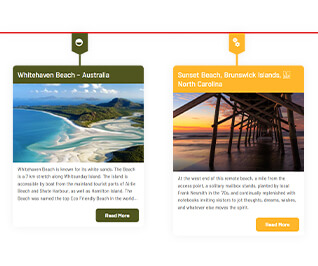 Whitehaven Beach – Australia
Whitehaven Beach is known for its white sands. The Beach
is a 7 km stretch along Whitsunday Island. The island is
accessible by boat from the mainland tourist ports of Airlie
Beach and Shute Harbour, as well as Hamilton Island. The
Beach was named the top Eco Friendly Beach in the world...
Read More
Sunset Beach, Brunswick Islands,
North Carolina
At the west end of this remote beach, a mile from the
access point, a solitary mailbox stands, planted by local
Frank Nesmith in the 70s and continually replenished with
notebooks inviting visitors to jot thoughts, dreams, wishes,
and whatever else moves the spirit.
Read More